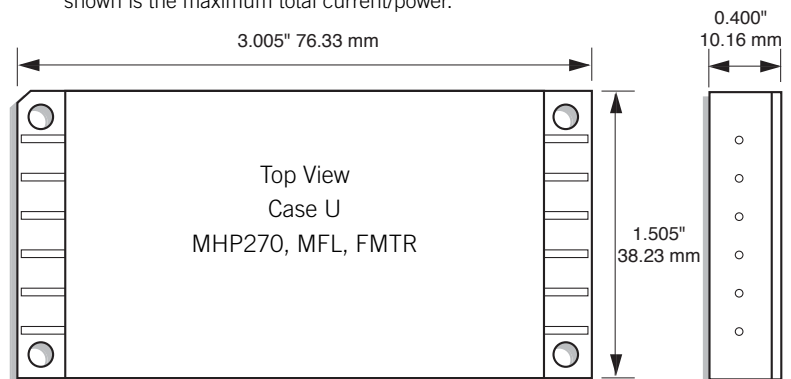 shown is the maximum total current/power.
0.400"
10.16 mm
3.005" 76.33 mm
Top View
Case U
MHP270, MFL, FMTR
1.505"
38.23 mm